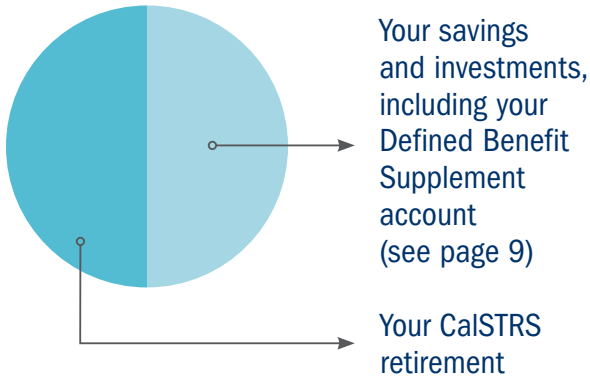 Your savings
and investments,
including your
Defined Benefit
Supplement
account
(see page 9)
Your CalSTRS
retirement